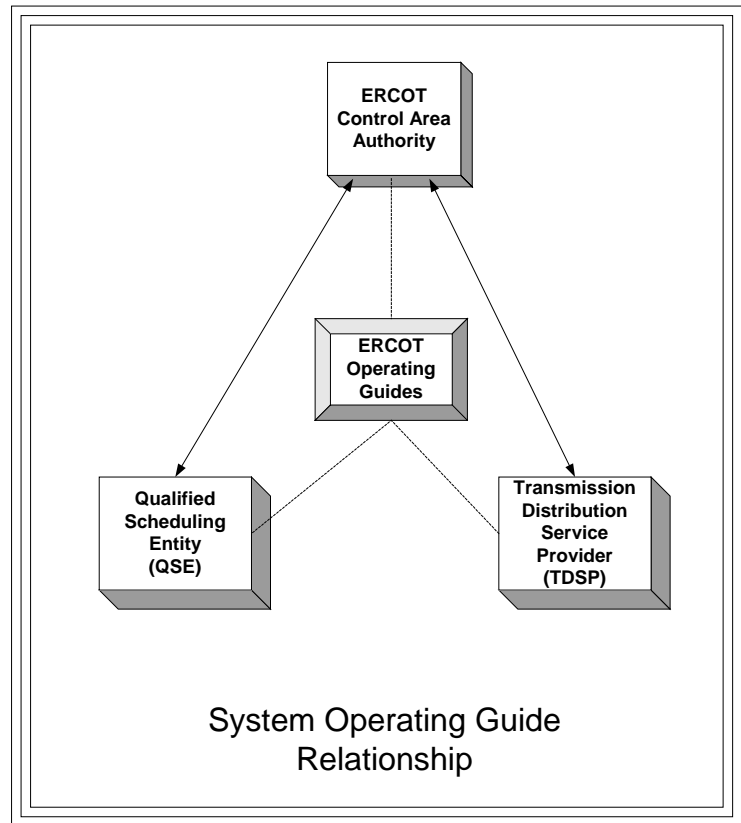 ERCOT
Control Area
Authority
ERCOT
Operating
Guides
Qualified
Scheduling
Entity
(QSE)
Transmission
Distribution
Service
Provider
(TDSP)
System Operating Guide
Relationship